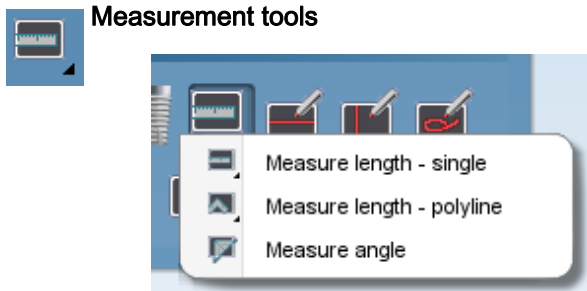 Measurement tools
Measure length - single
Measure length - polyline
Measure angle